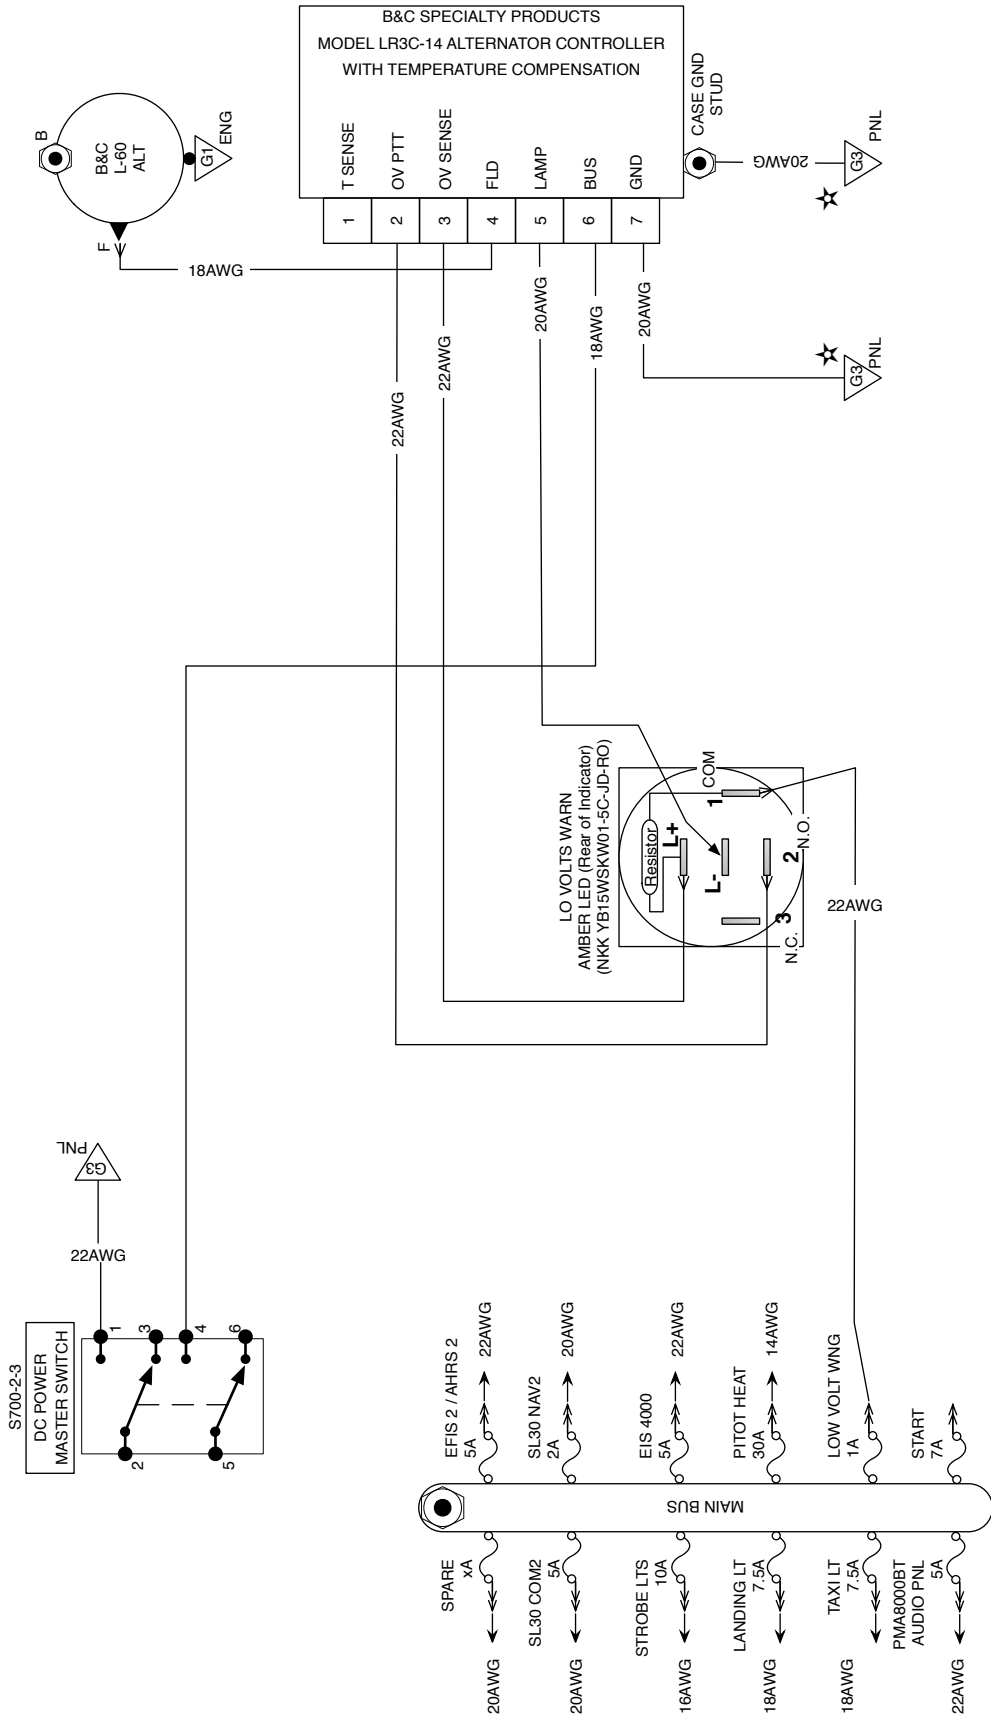 B&C SPECIALTY PRODUCTS
MODEL LR3C-14 ALTERNATOR CONTROLLER
WITH TEMPERATURE COMPENSATION
T SENSE
OV PTT
OV SENSE
FLD
LAMP
BUS
GND
1
2
3
4
5
6
7
CASE GND
STUD
20AWG
G3
PNL
B
B&C
L-60
ALT
G1
ENG
F
18AWG
22AWG
22AWG
20AWG
18AWG
20AWG
G3
PNL
LO VOLTS WARN
AMBER LED (Rear of Indicator)
(NKK YB15WSKW01-5C-JD-RO)
Resistor
L+
L-
1
COM
2
N.O.
3
N.C.
22AWG
PNL
G3
22AWG
S700-2-3
DC POWER
MASTER SWITCH
1
3
4
6
2
5
EFIS 2 / AHRS 2
5A
22AWG
SL30 NAV2
2A
20AWG
EIS 4000
5A
22AWG
PITOT HEAT
30A
14AWG
LOW VOLT WNG
1A
START
7A
MAIN BUS
SPARE
xA
20AWG
SL30 COM2
5A
20AWG
STROBE LTS
10A
16AWG
LANDING LT
7.5A
18AWG
TAXI LT
7.5A
18AWG
PMA8000BT
AUDIO PNL
5A
22AWG